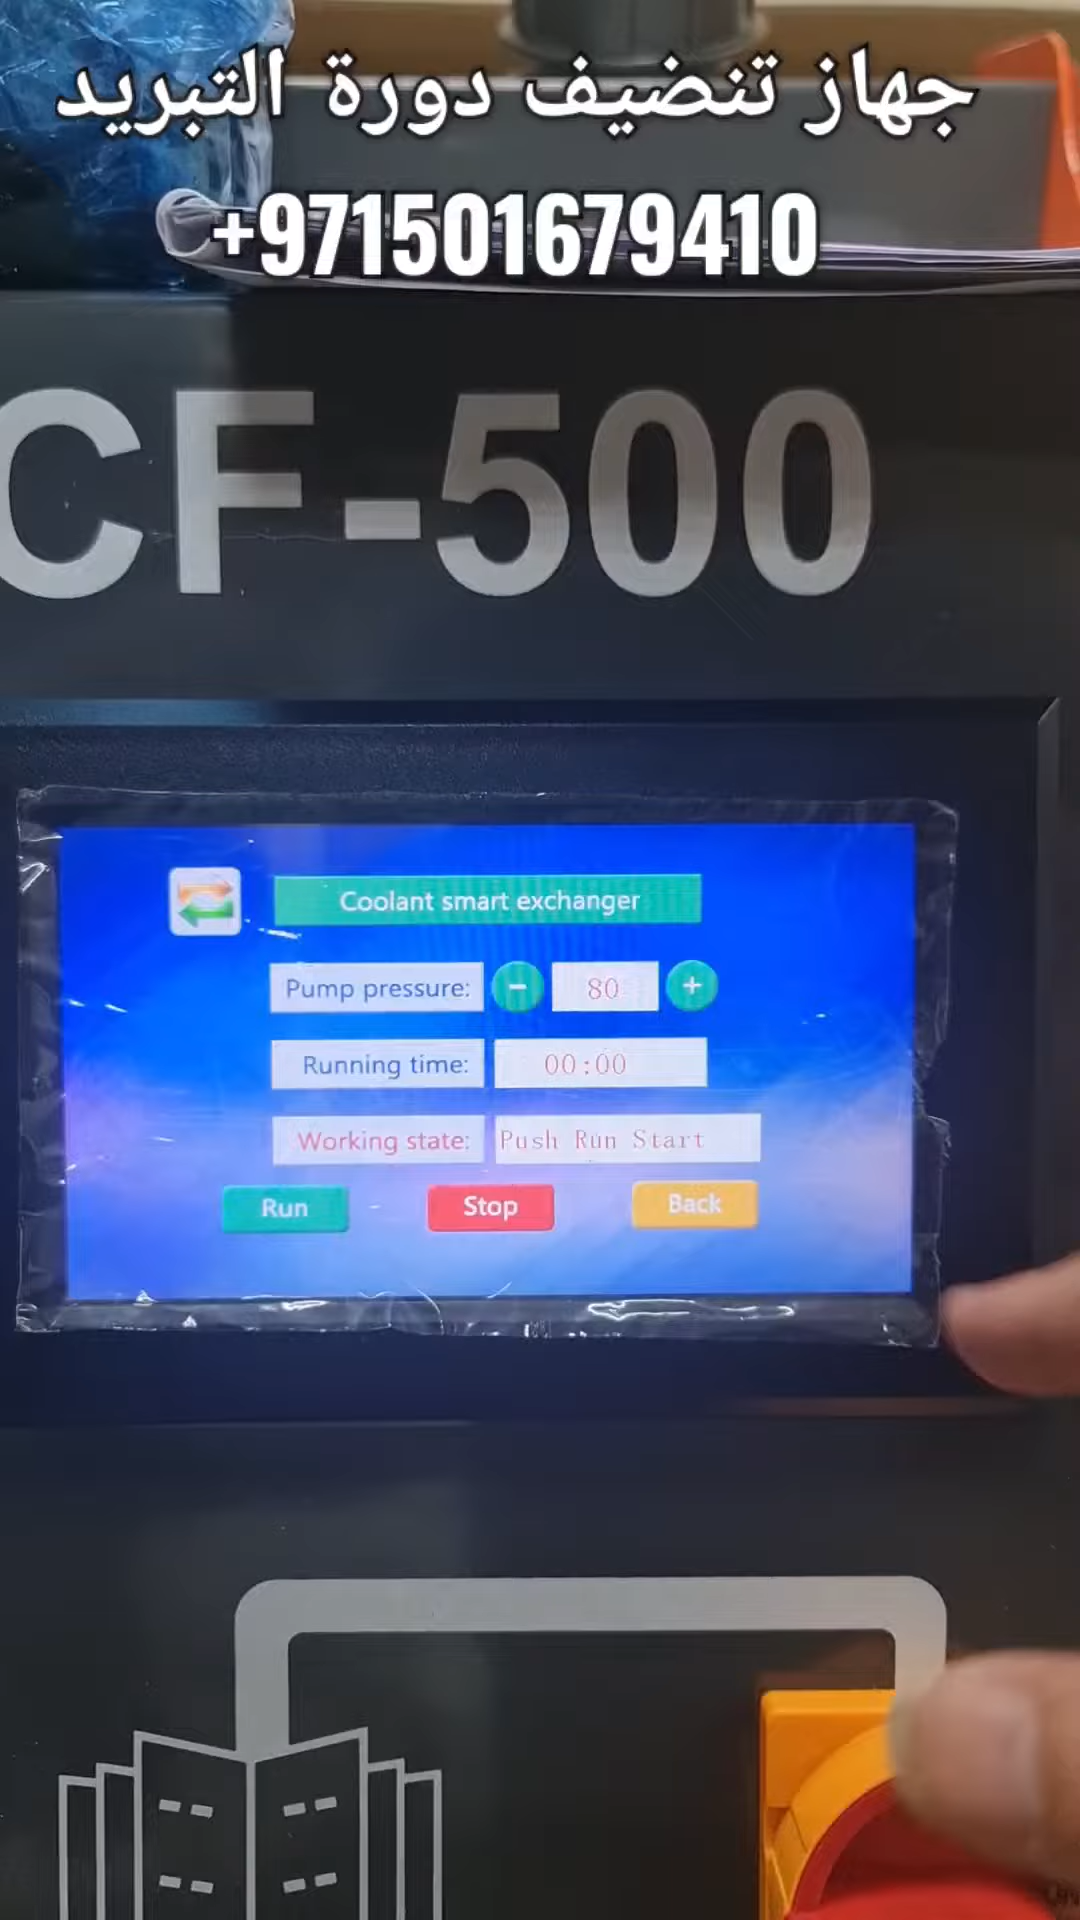 جهاز تنضيف دورة التبريد
+971501679410
CF-500
Coolant smart exchanger
Pump pressure: - 80 +
Running time: 00:00
Working state: Push Run Start
Run Stop Back